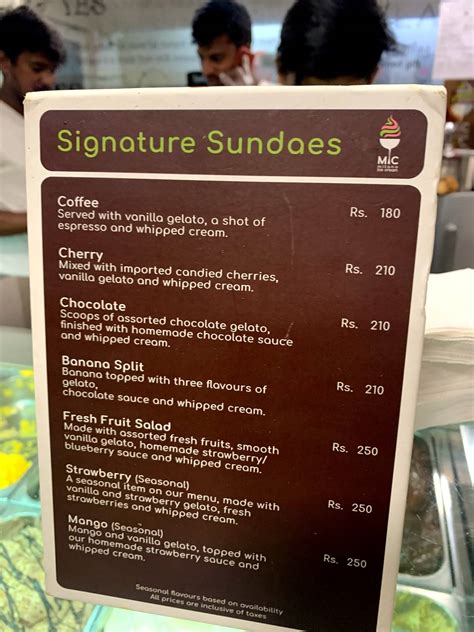 Signature Sundaes
MiC
milano
ice cream
Coffee
Served with vanilla gelato, a shot of
espresso and whipped cream.
Rs. 180
Cherry
Mixed with imported candied cherries,
vanilla gelato and whipped cream.
Rs. 210
Chocolate
Scoops of assorted chocolate gelato,
finished with homemade chocolate sauce
and whipped cream.
Rs. 210
Banana Split
Banana topped with three flavours of
gelato,
chocolate sauce and whipped cream.
Rs. 210
Fresh Fruit Salad
Made with assorted fresh fruits, smooth
vanilla gelato, homemade strawberry/
blueberry sauce and whipped cream.
Rs. 250
Strawberry (Seasonal)
A seasonal item on our menu, made with
vanilla and strawberry gelato, fresh
strawberries and whipped cream.
Rs. 250
Mango (Seasonal)
Mango and vanilla gelato, topped with
our homemade strawberry sauce and
whipped cream.
Rs. 250
Seasonal flavours based on availability
All prices are inclusive of taxes